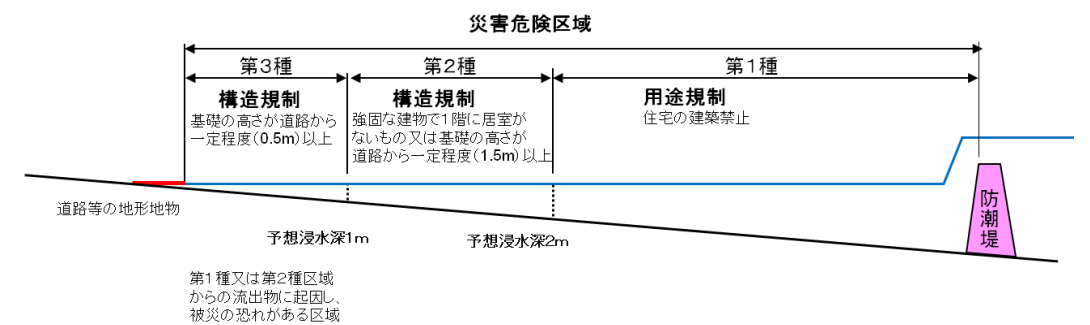 災害危険区域
第3種
第2種
第1種
構造規制
基礎の高さが道路から
一定程度(0.5m)以上
構造規制
強固な建物で1階に居室が
ないもの又は基礎の高さが
道路から一定程度(1.5m)以上
用途規制
住宅の建築禁止
道路等の地形地物
予想浸水深1m
予想浸水深2m
防潮堤
第1種又は第2種区域
からの流出物に起因し、
被災の恐れがある区域